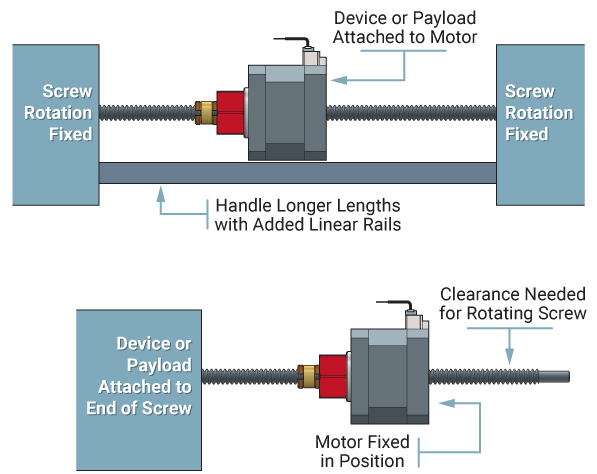 Device or Payload
Attached to Motor
Screw
Rotation
Fixed
Screw
Rotation
Fixed
Handle Longer Lengths
with Added Linear Rails
Clearance Needed
for Rotating Screw
Device or
Payload
Attached to
End of Screw
Motor Fixed
in Position